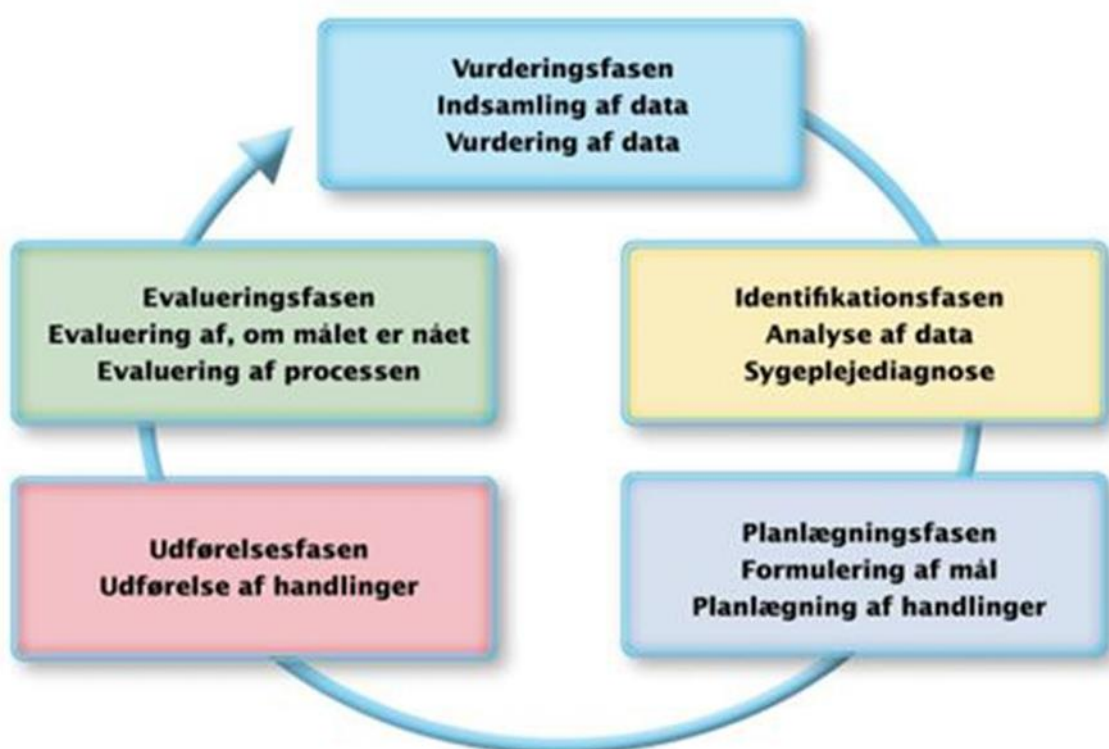 Vurderingsfasen
Indsamling af data
Vurdering af data
Identifikationsfasen
Analyse af data
Sygeplejediagnose
Planlægningsfasen
Formulering af mål
Planlægning af handlinger
Udførelsesfasen
Udførelse af handlinger
Evalueringsfasen
Evaluering af, om målet er nået
Evaluering af processen